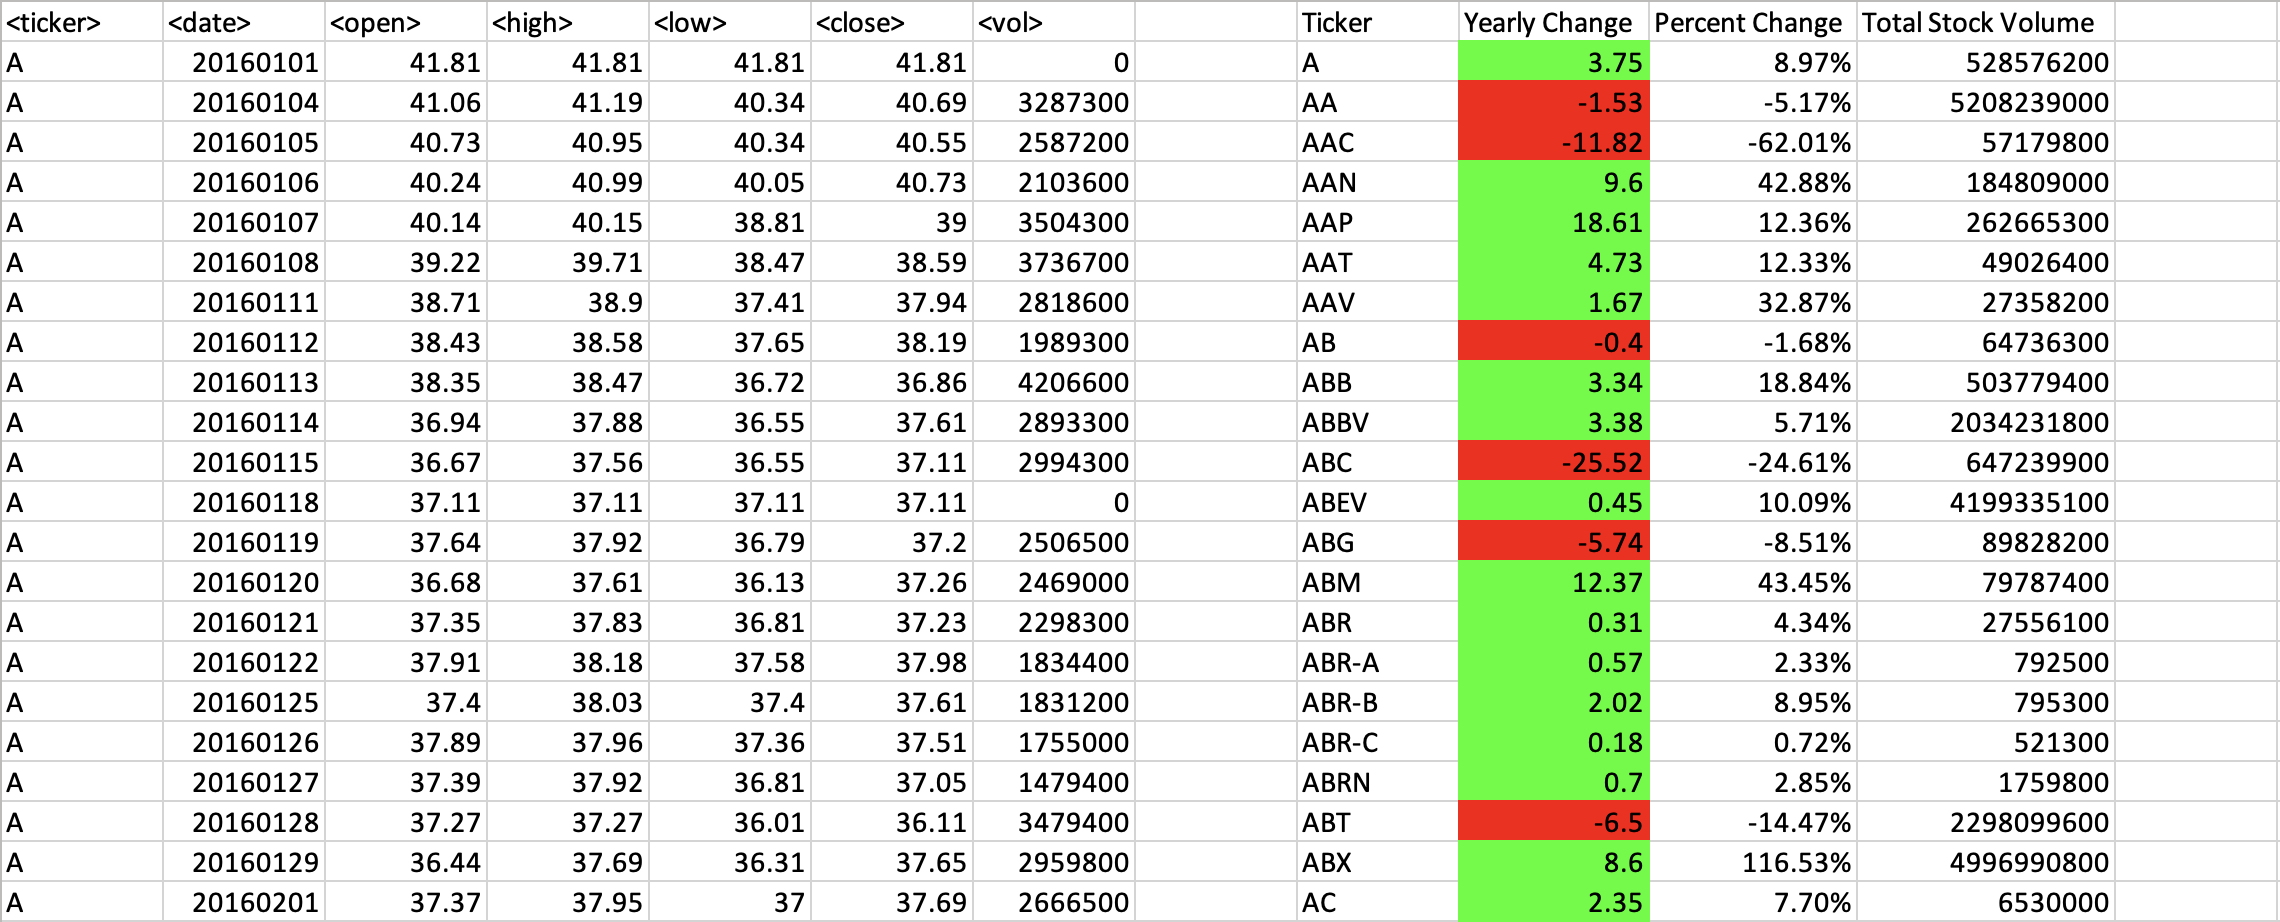 <ticker> <date> <open> <high> <low> <close> <vol> Ticker Yearly Change Percent Change Total Stock Volume
A 20160101 41.81 41.81 41.81 41.81 0 A 3.75 8.97% 528576200
A 20160104 41.06 41.19 40.34 40.69 3287300 AA -1.53 -5.17% 5208239000
A 20160105 40.73 40.95 40.34 40.55 2587200 AAC -11.82 -62.01% 57179800
A 20160106 40.24 40.99 40.05 40.73 2103600 AAN 9.6 42.88% 184809000
A 20160107 40.14 40.15 38.81 39 3504300 AAP 18.61 12.36% 262665300
A 20160108 39.22 39.71 38.47 38.59 3736700 AAT 4.73 12.33% 49026400
A 20160111 38.71 38.9 37.41 37.94 2818600 AAV 1.67 32.87% 27358200
A 20160112 38.43 38.58 37.65 38.19 1989300 AB -0.4 -1.68% 64736300
A 20160113 38.35 38.47 36.72 36.86 4206600 ABB 3.34 18.84% 503779400
A 20160114 36.94 37.88 36.55 37.61 2893300 ABBV 3.38 5.71% 2034231800
A 20160115 36.67 37.56 36.55 37.11 2994300 ABC -25.52 -24.61% 647239900
A 20160118 37.11 37.11 37.11 37.11 0 ABEV 0.45 10.09% 4199335100
A 20160119 37.64 37.92 36.79 37.2 2506500 ABG -5.74 -8.51% 89828200
A 20160120 36.68 37.61 36.13 37.26 2469000 ABM 12.37 43.45% 79787400
A 20160121 37.35 37.83 36.81 37.23 2298300 ABR 0.31 4.34% 27556100
A 20160122 37.91 38.18 37.58 37.98 1834400 ABR-A 0.57 2.33% 792500
A 20160125 37.4 38.03 37.4 37.61 1831200 ABR-B 2.02 8.95% 795300
A 20160126 37.89 37.96 37.36 37.51 1755000 ABR-C 0.18 0.72% 521300
A 20160127 37.39 37.92 36.81 37.05 1479400 ABRN 0.7 2.85% 1759800
A 20160128 37.27 37.27 36.01 36.11 3479400 ABT -6.5 -14.47% 2298099600
A 20160129 36.44 37.69 36.31 37.65 2959800 ABX 8.6 116.53% 4996990800
A 20160201 37.37 37.95 37 37.69 2666500 AC 2.35 7.70% 6530000